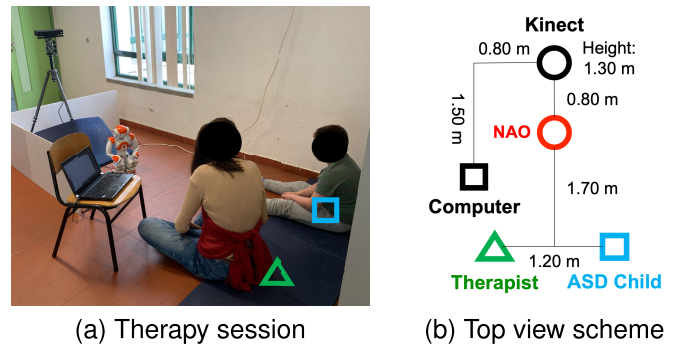 Kinect
0.80 m
Height:
1.30 m
1.50 m
0.80 m
NAO
1.70 m
Computer
1.20 m
Therapist
ASD Child
(a) Therapy session
(b) Top view scheme